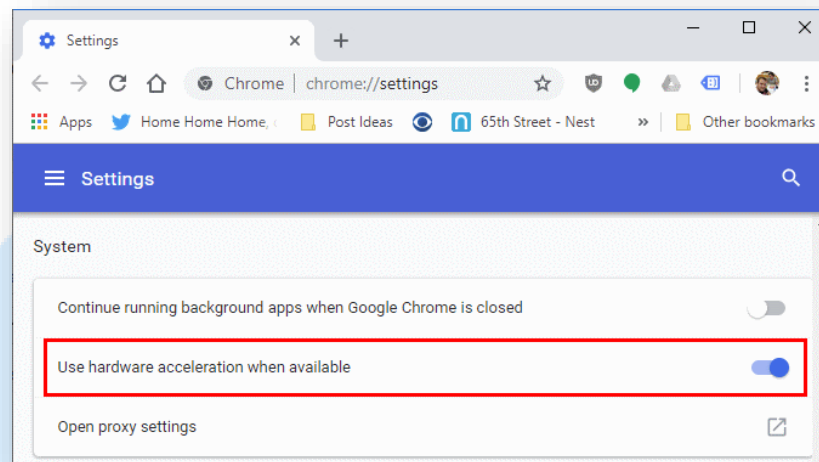 Settings
Chrome | chrome://settings
Apps Home Home Home, Post Ideas 65th Street - Nest » Other bookmarks
Settings
System
Continue running background apps when Google Chrome is closed
Use hardware acceleration when available
Open proxy settings